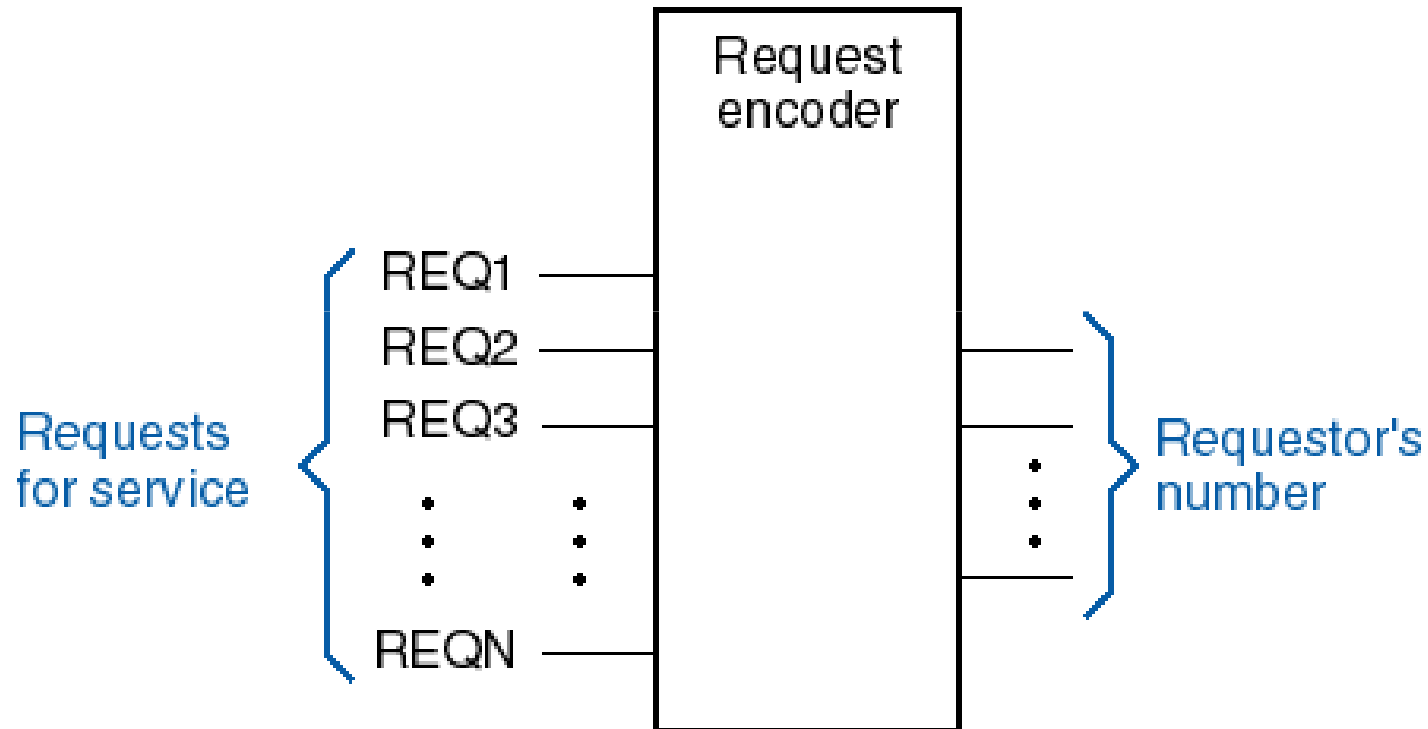 Request
encoder
REQ1
REQ2
REQ3
REQN
Requests
for service
Requestor's
number